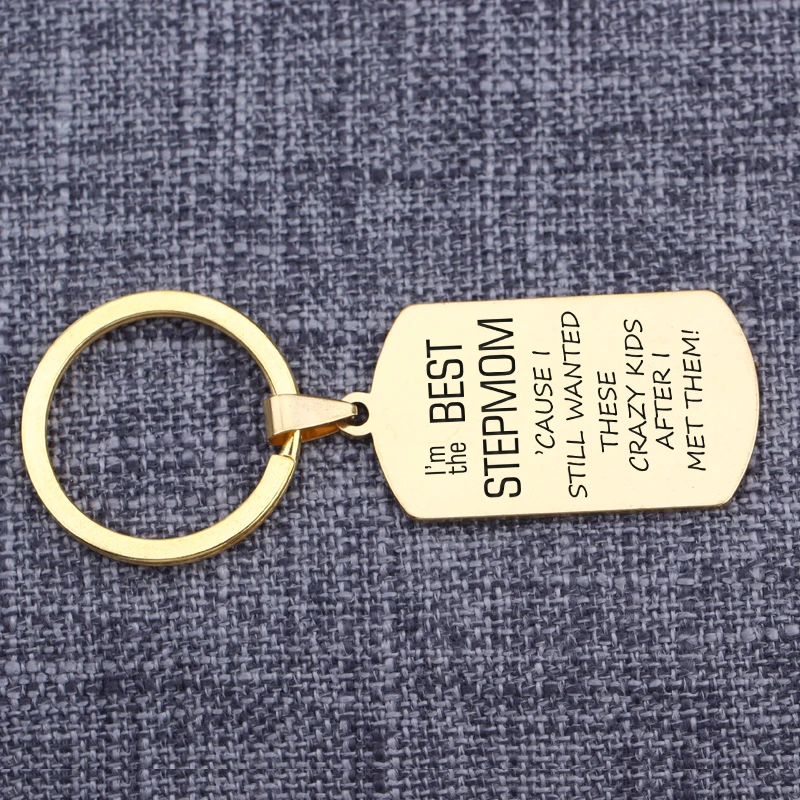 I'm
the BEST
STEPMOM
'CAUSE I
STILL WANTED
THESE
CRAZY KIDS
AFTER I
MET THEM!